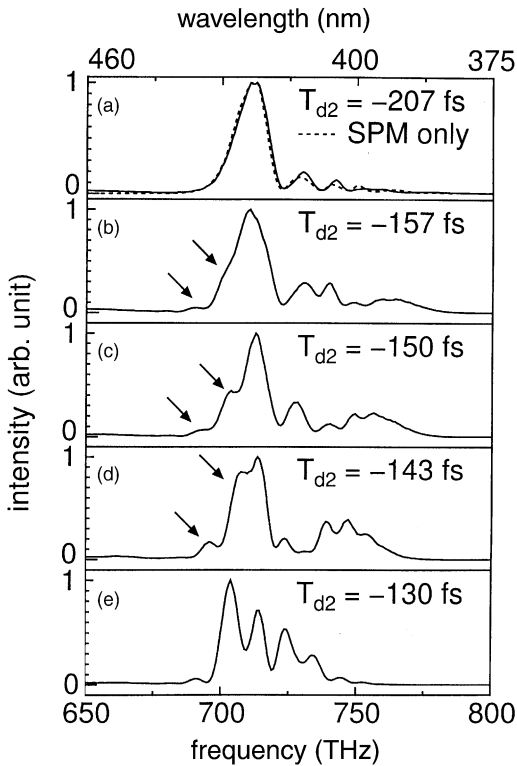 wavelength (nm)
460 400 375
1
(a) T_d2 = −207 fs
SPM only
0
1
(b) T_d2 = −157 fs
0
1
(c) T_d2 = −150 fs
0
1
(d) T_d2 = −143 fs
0
1
(e) T_d2 = −130 fs
0
650 700 750 800
frequency (THz)
intensity (arb. unit)